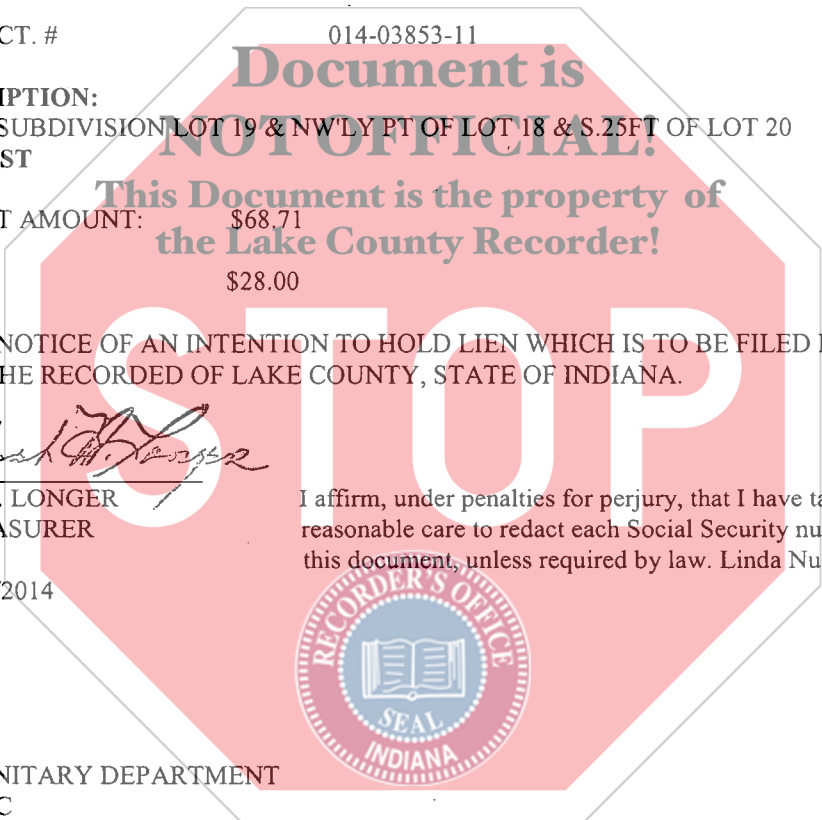 CT. # 014-03853-11
Document is
IPTION:
SUBDIVISION LOT 19 & NW'LY PT OF LOT 18 & S.25FT OF LOT 20
NOT OFFICIAL!
ST
This Document is the property of
T AMOUNT: $68.71
the Lake County Recorder!
$28.00
STOP
NOTICE OF AN INTENTION TO HOLD LIEN WHICH IS TO BE FILED
HE RECORDED OF LAKE COUNTY, STATE OF INDIANA.
LONGER I affirm, under penalties for perjury, that I have ta
ASURER reasonable care to redact each Social Security nu
this document, unless required by law. Linda Nu
/2014
RECORDER'S OFFICE
SEAL
INDIANA
NITARY DEPARTMENT
C